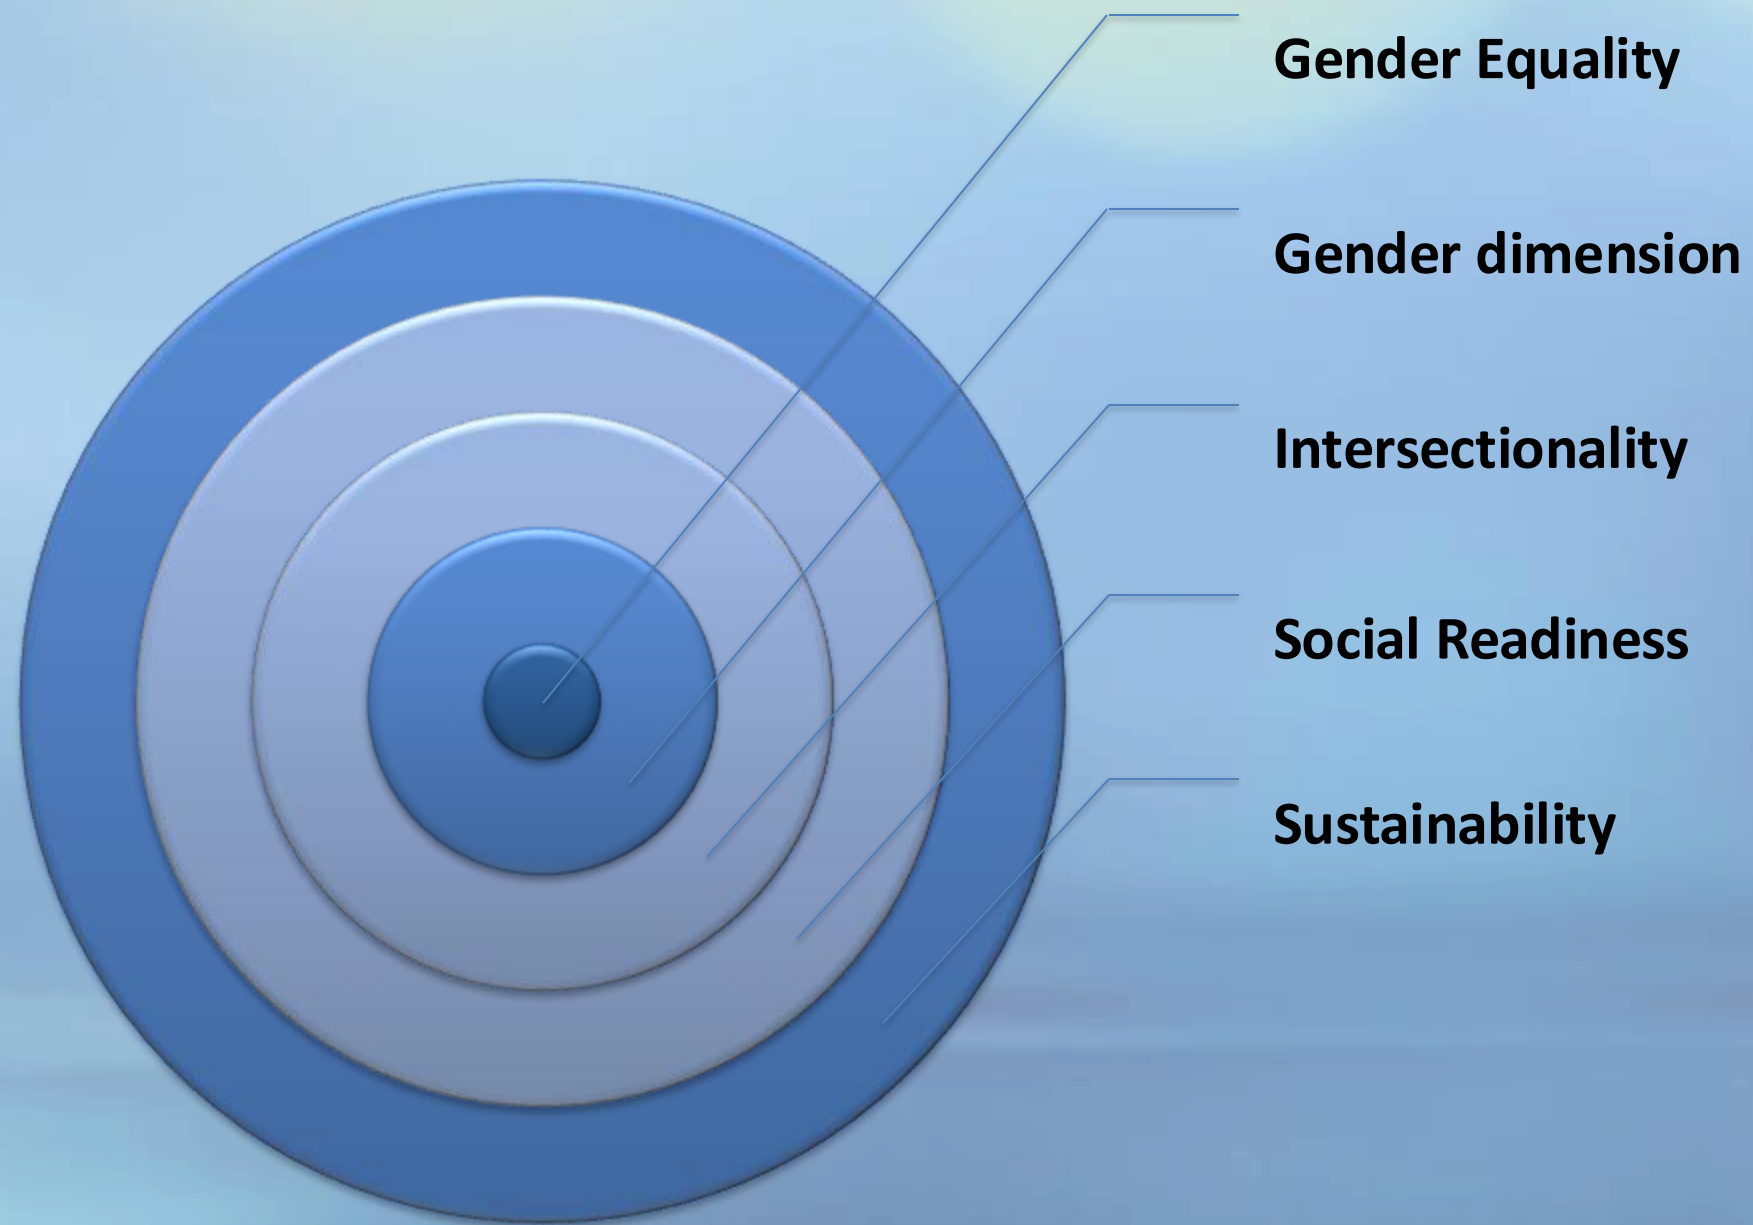 Gender Equality
Gender dimension
Intersectionality
Social Readiness
Sustainability